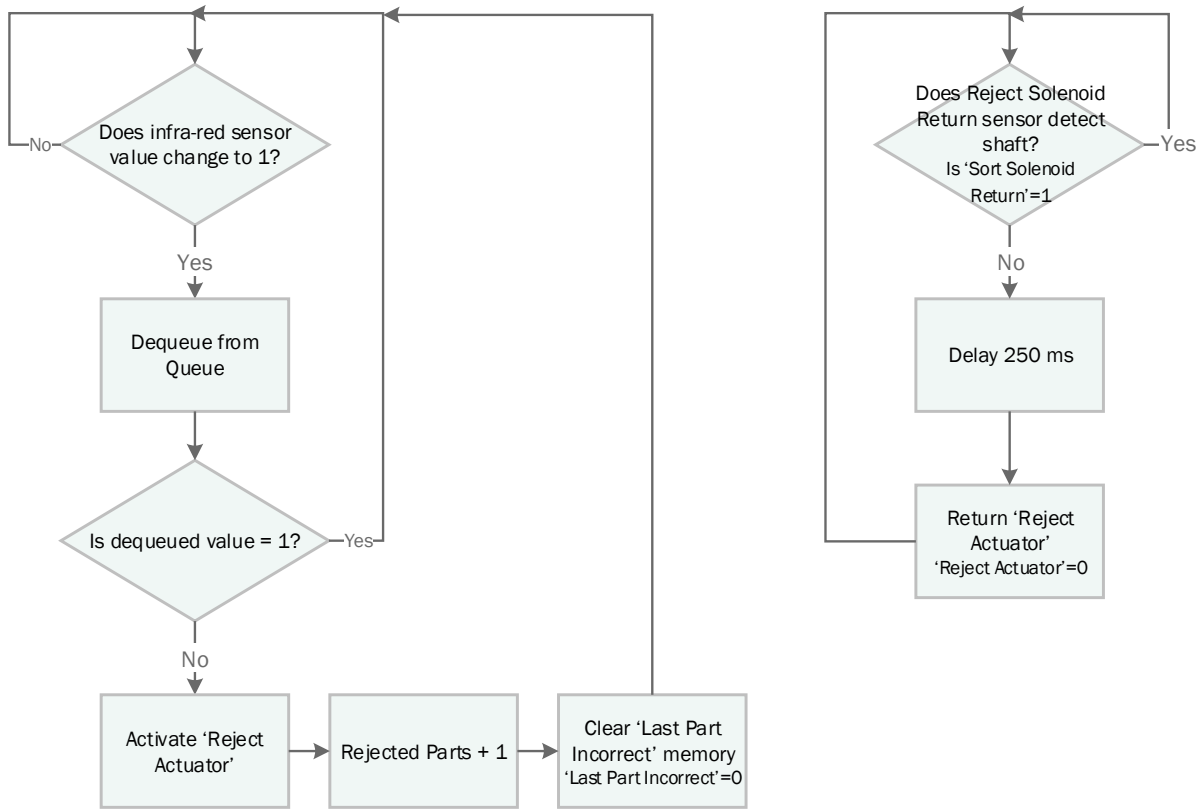 Does infra-red sensor
value change to 1?
No
Yes
Dequeue from
Queue
Is dequeued value = 1?
Yes
No
Activate ‘Reject
Actuator’
Rejected Parts + 1
Clear ‘Last Part
Incorrect’ memory
‘Last Part Incorrect’=0
Does Reject Solenoid
Return sensor detect
shaft?
Is ‘Sort Solenoid
Return’=1
Yes
No
Delay 250 ms
Return ‘Reject
Actuator’
‘Reject Actuator’=0